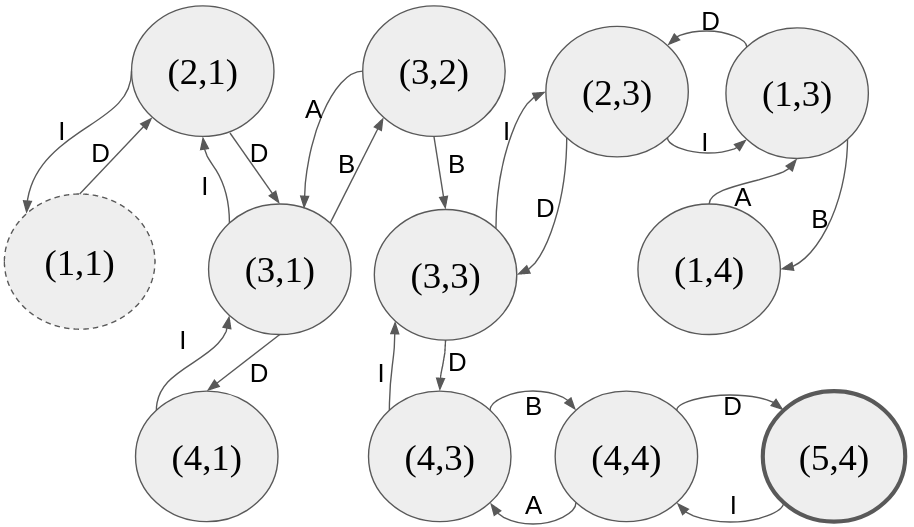 D
(2,1)
(3,2)
(2,3)
(1,3)
A
I
I
I
D
D
B
B
I
A
D
B
(1,1)
(3,1)
(3,3)
(1,4)
I
D
I
D
(4,1)
(4,3)
B
(4,4)
D
(5,4)
A
I